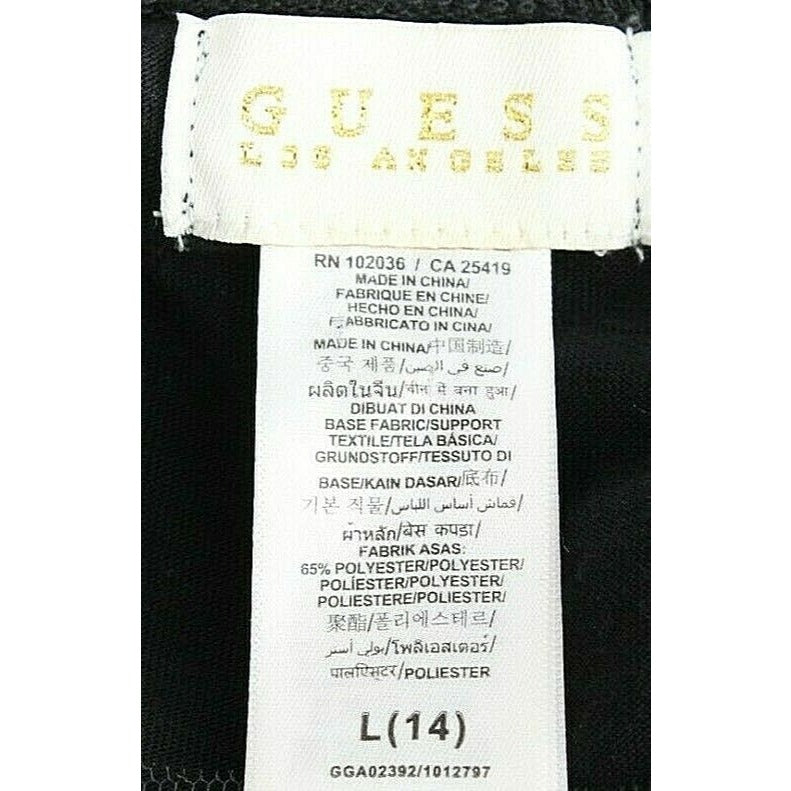 GUESS
LOS ANGELES
RN 102036 / CA 25419
MADE IN CHINA/
FABRIQUE EN CHINE/
HECHO EN CHINA/
FABBRICATO IN CINA/
MADE IN CHINA/中国制造/
중국 제품/صنع في الصين/
ผลิตในจีน/चीन में बना हुआ/
DIBUAT DI CHINA
BASE FABRIC/SUPPORT
TEXTILE/TELA BÁSICA/
GRUNDSTOFF/TESSUTO DI
BASE/KAIN DASAR/底布/
기본 직물/قماش أساس اللباس/
ผ้าหลัก/बेस कपडा/
FABRIK ASAS:
65% POLYESTER/POLYESTER/
POLÍESTER/POLYESTER/
POLIESTERE/POLYESTER/
聚酯/폴리에스테르/
بولي أستر/โพลิเอสเตอร์/
पालएिसटर/POLIESTER
L(14)
GGA02392/1012797